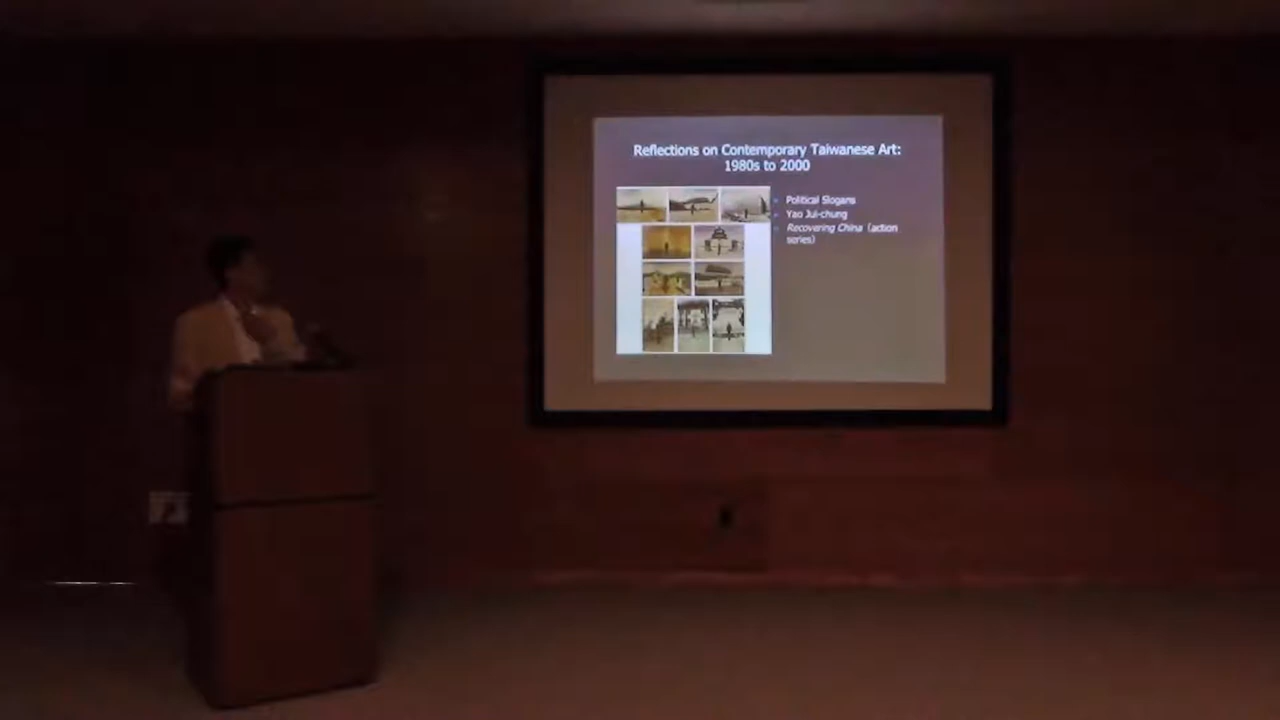 Reflections on Contemporary Taiwanese Art:
1980s to 2000
Political Slogans
Yao Jui-chung
Recovering China (action
series)